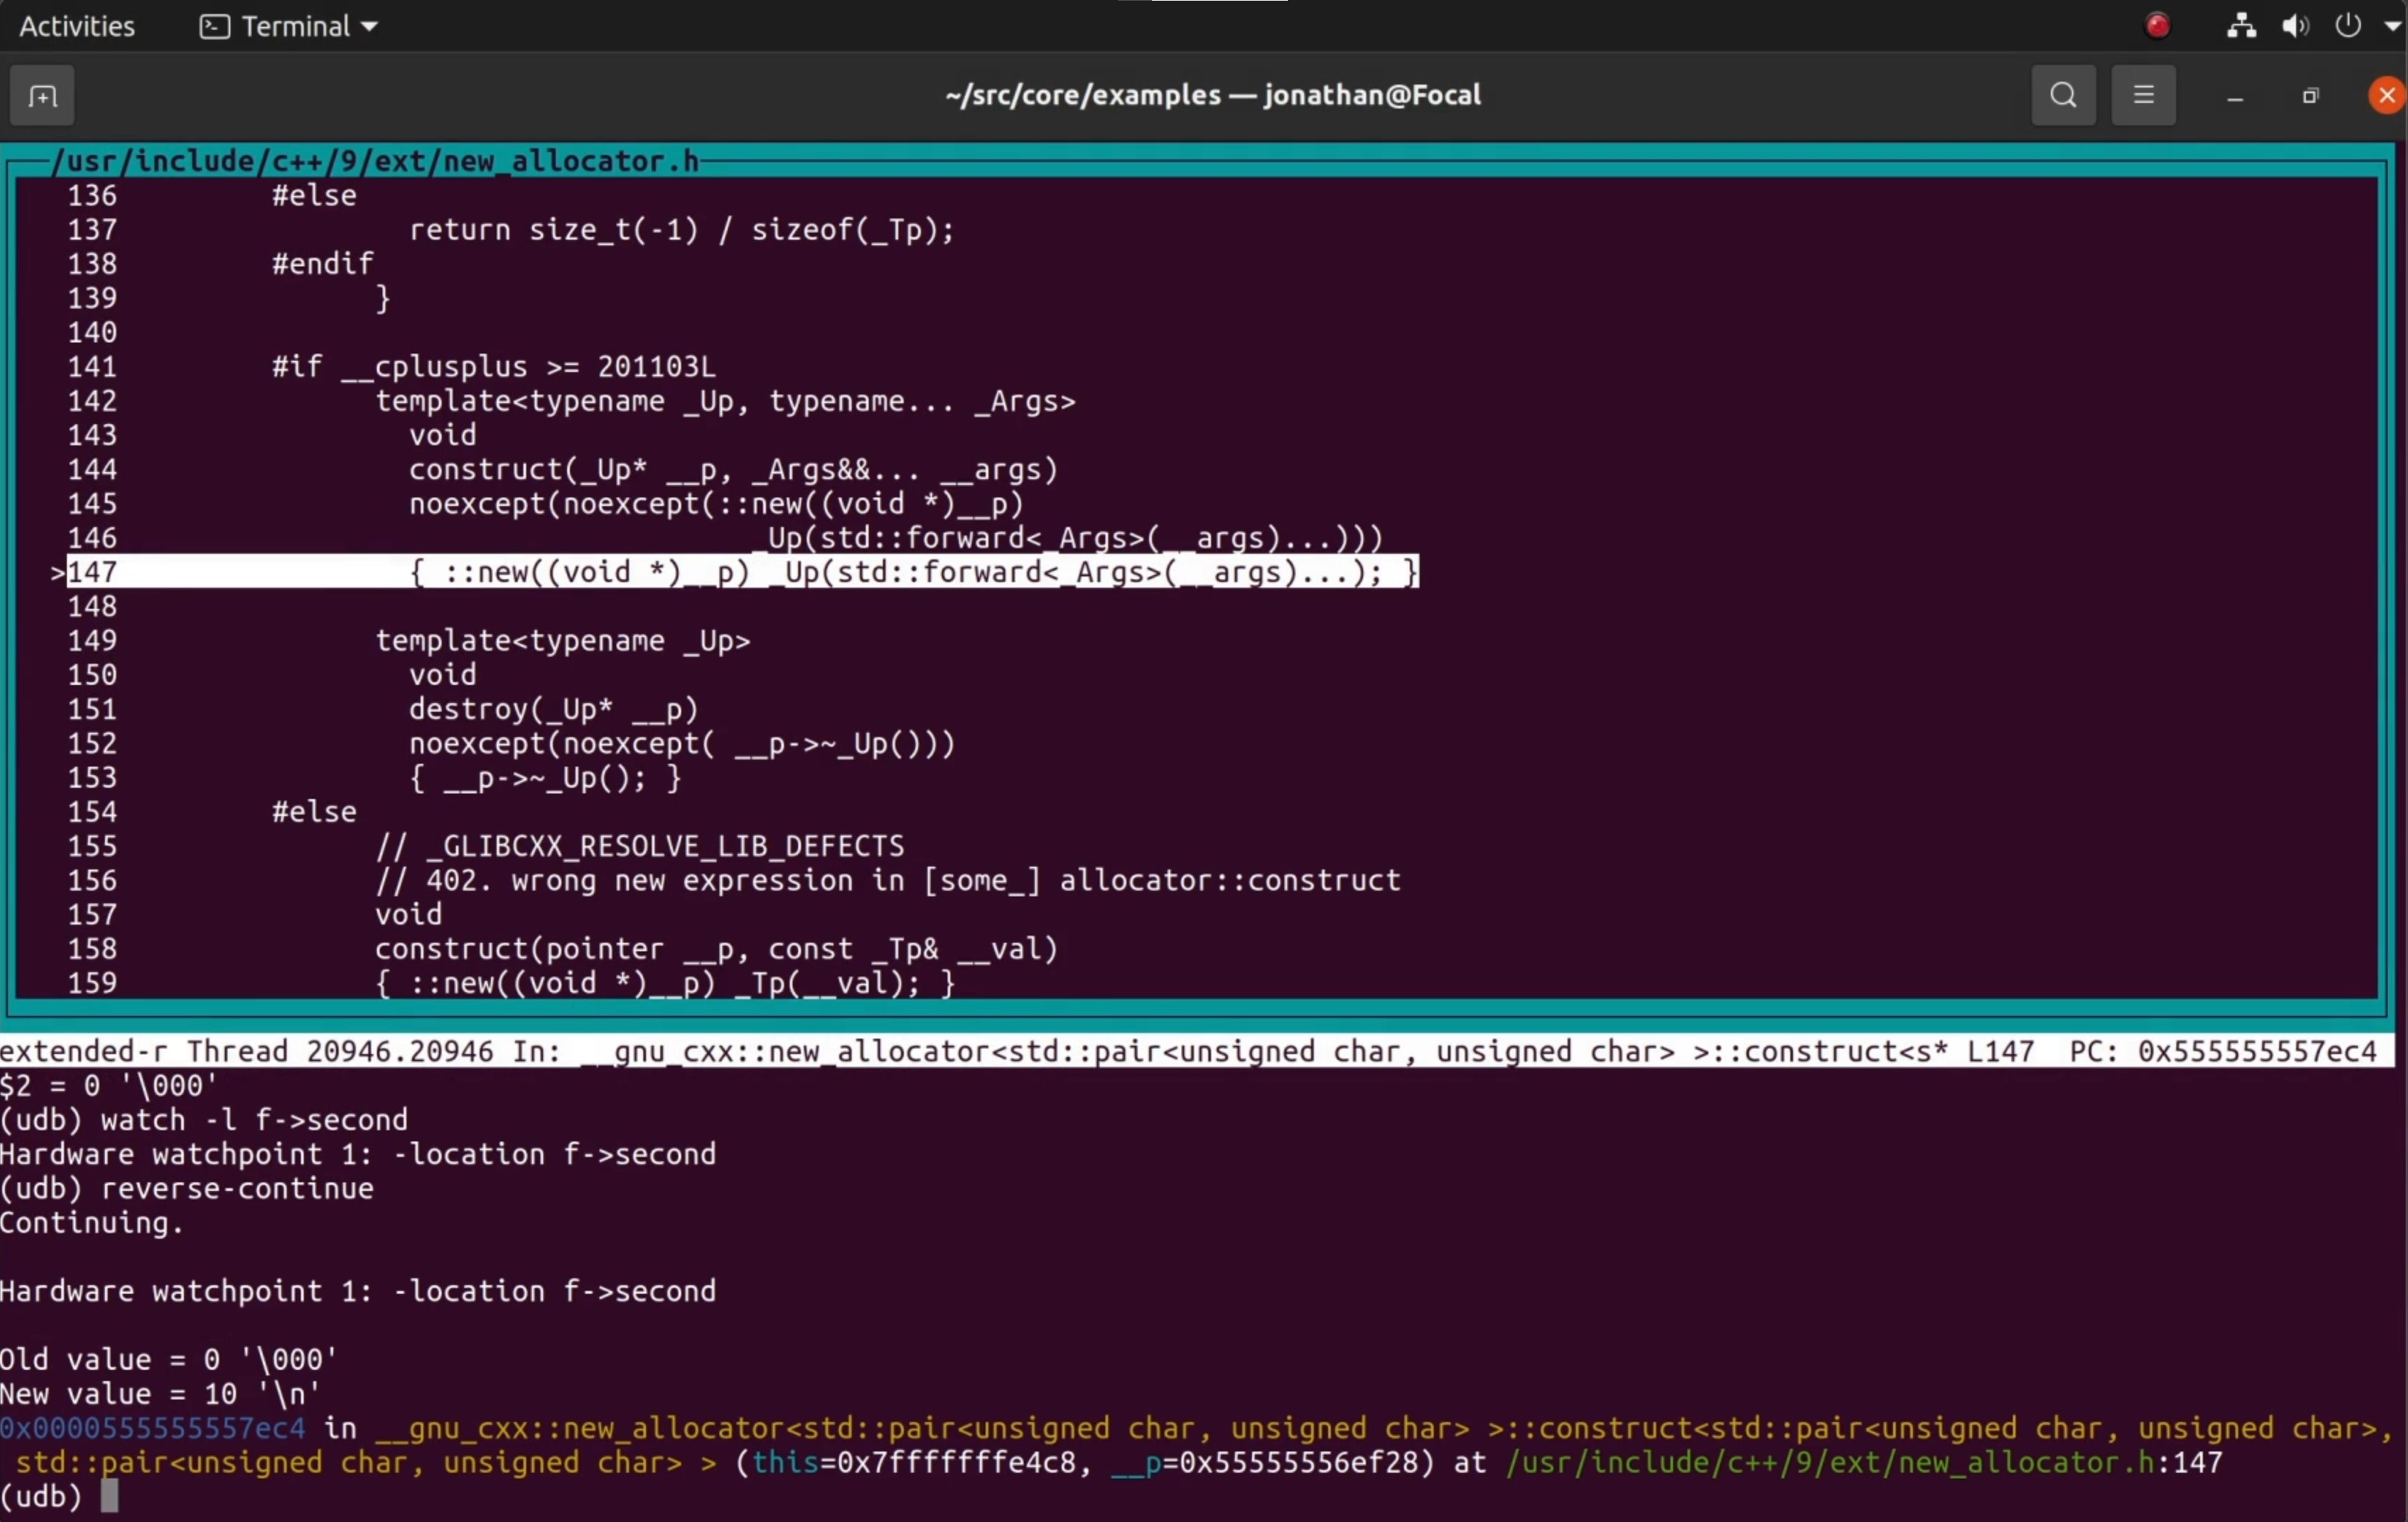 Activities Terminal
~/src/core/examples — jonathan@Focal
/usr/include/c++/9/ext/new_allocator.h
136 #else
137 return size_t(-1) / sizeof(_Tp);
138 #endif
139 }
140
141 #if __cplusplus >= 201103L
142 template<typename _Up, typename... _Args>
143 void
144 construct(_Up* __p, _Args&&... __args)
145 noexcept(noexcept(::new((void *)__p)
146 _Up(std::forward<_Args>(__args)...)))
>147 { ::new((void *)__p) _Up(std::forward<_Args>(__args)...); }
148
149 template<typename _Up>
150 void
151 destroy(_Up* __p)
152 noexcept(noexcept( __p->~_Up()))
153 { __p->~_Up(); }
154 #else
155 // _GLIBCXX_RESOLVE_LIB_DEFECTS
156 // 402. wrong new expression in [some_] allocator::construct
157 void
158 construct(pointer __p, const _Tp& __val)
159 { ::new((void *)__p) _Tp(__val); }
extended-r Thread 20946.20946 In: __gnu_cxx::new_allocator<std::pair<unsigned char, unsigned char> >::construct<s* L147 PC: 0x555555557ec4
$2 = 0 '\000'
(udb) watch -l f->second
Hardware watchpoint 1: -location f->second
(udb) reverse-continue
Continuing.
Hardware watchpoint 1: -location f->second
Old value = 0 '\000'
New value = 10 '\n'
0x0000555555557ec4 in __gnu_cxx::new_allocator<std::pair<unsigned char, unsigned char> >::construct<std::pair<unsigned char, unsigned char>,
std::pair<unsigned char, unsigned char> > (this=0x7fffffffe4c8, __p=0x55555556ef28) at /usr/include/c++/9/ext/new_allocator.h:147
(udb)